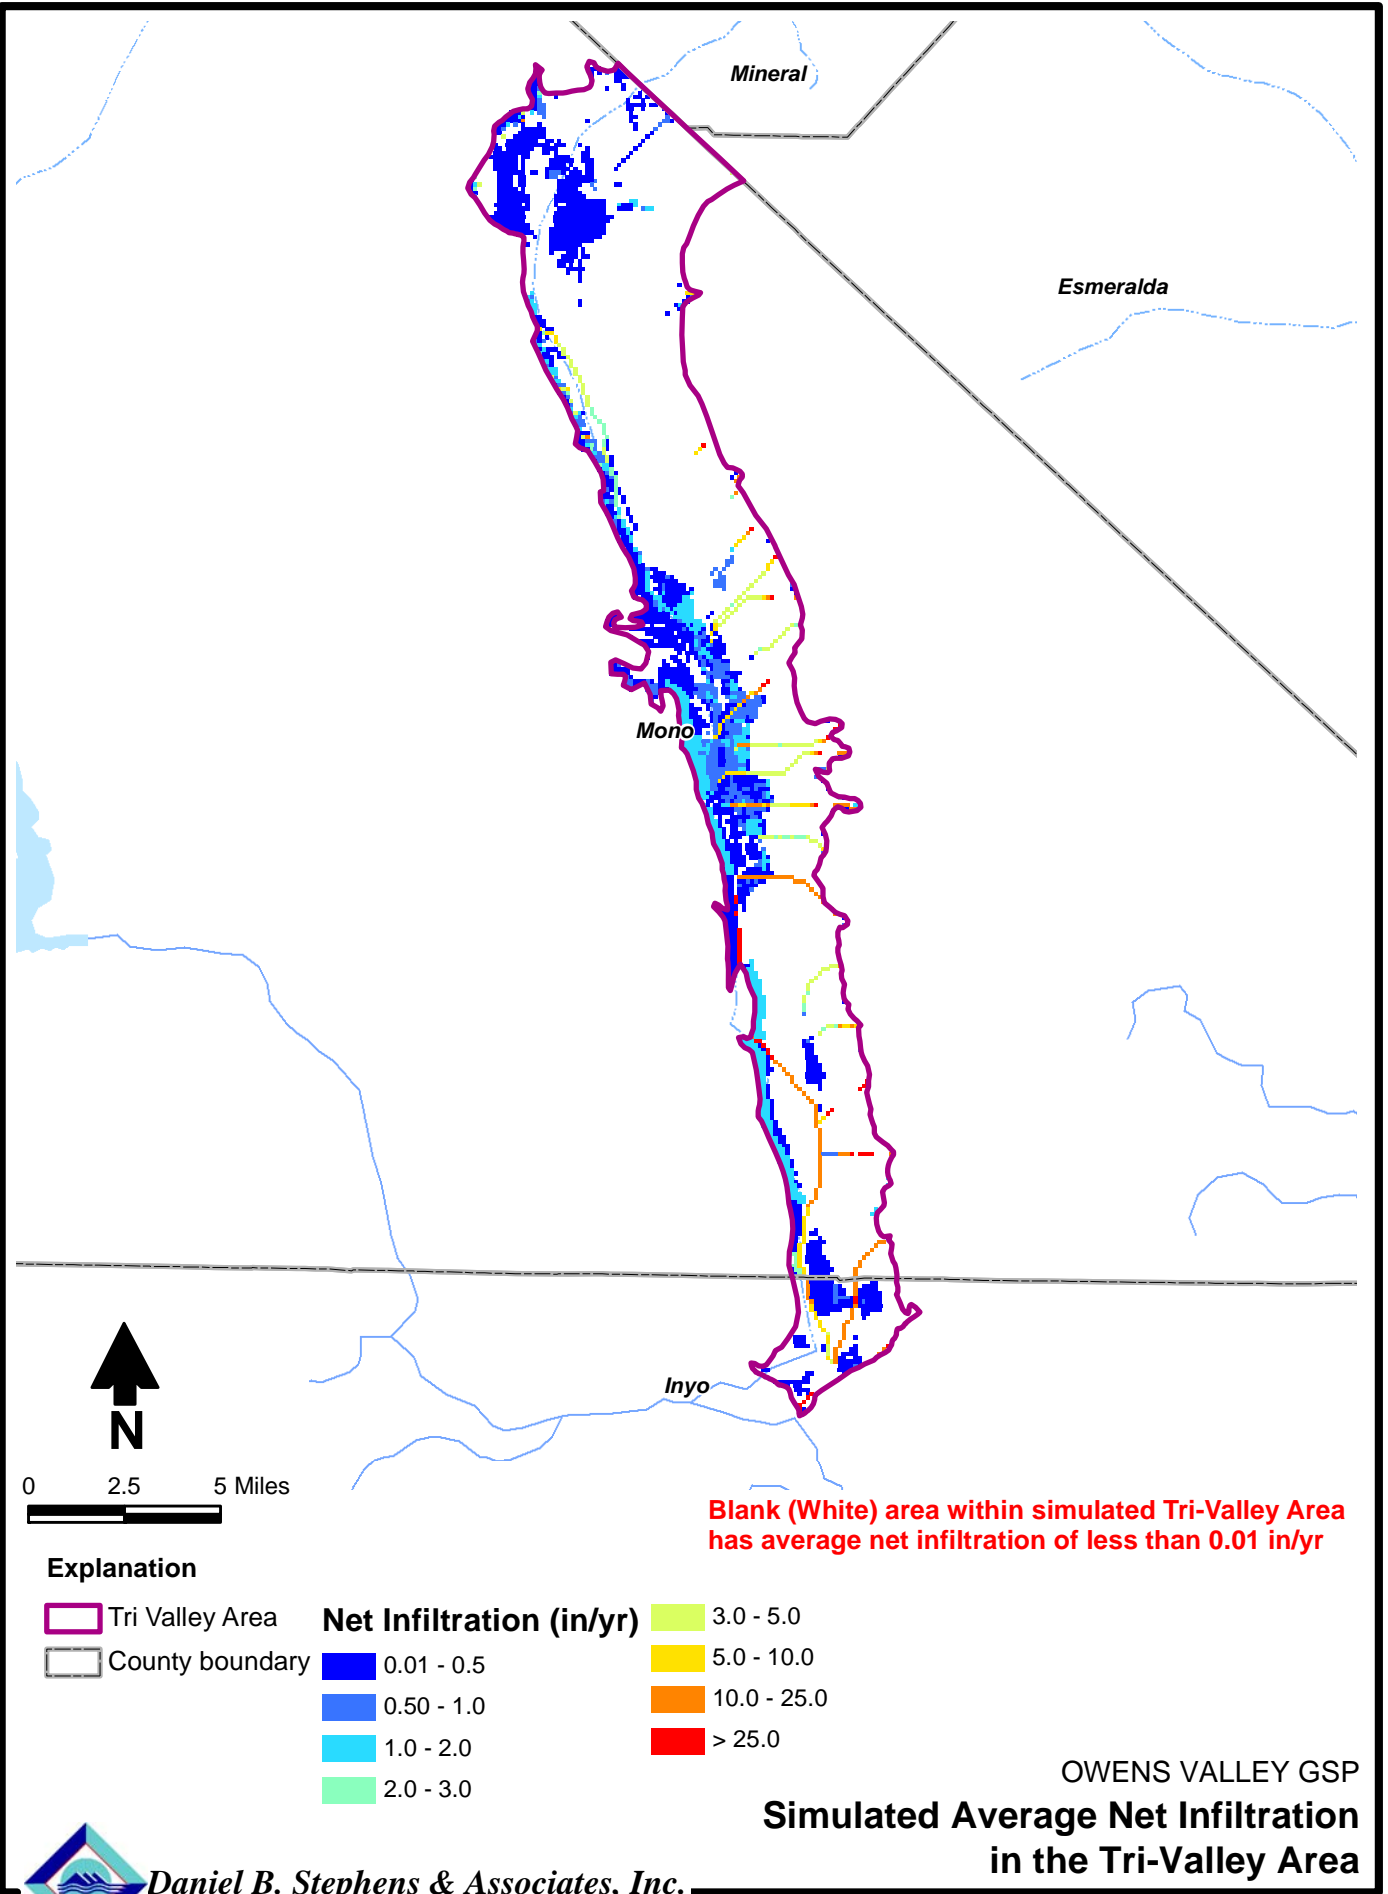 Mineral
Esmeralda
Mono
Inyo
N
0 2.5 5 Miles
Blank (White) area within simulated Tri-Valley Area
has average net infiltration of less than 0.01 in/yr
Explanation
Tri Valley Area
County boundary
Net Infiltration (in/yr)
0.01 - 0.5
0.50 - 1.0
1.0 - 2.0
2.0 - 3.0
3.0 - 5.0
5.0 - 10.0
10.0 - 25.0
> 25.0
OWENS VALLEY GSP
Simulated Average Net Infiltration
in the Tri-Valley Area
Daniel B. Stephens & Associates, Inc.